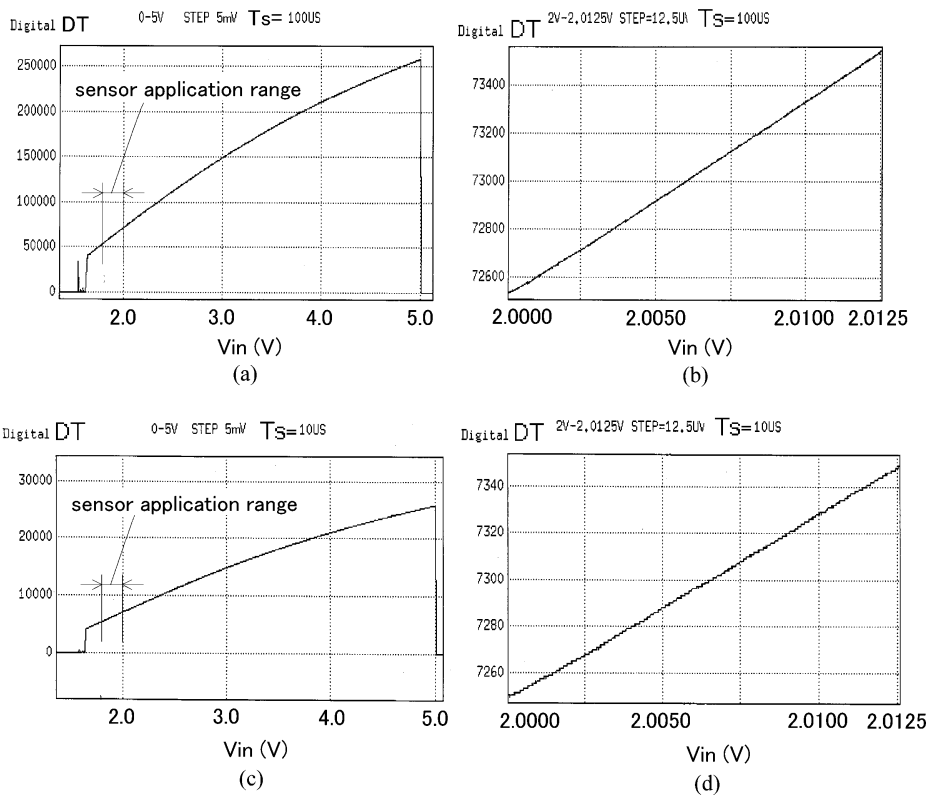 Digital DT 0-5V STEP 5mV Ts=100US
250000
200000
150000
100000
50000
0
sensor application range
2.0 3.0 4.0 5.0
Vin (V)
(a)
Digital DT 2V-2.0125V STEP=12.5UV Ts=100US
73400
73200
73000
72800
72600
2.0000 2.0050 2.0100 2.0125
Vin (V)
(b)
Digital DT 0-5V STEP 5mV Ts=10US
30000
20000
10000
0
sensor application range
2.0 3.0 4.0 5.0
Vin (V)
(c)
Digital DT 2V-2.0125V STEP=12.5UV Ts=10US
7340
7320
7300
7280
7260
2.0000 2.0050 2.0100 2.0125
Vin (V)
(d)